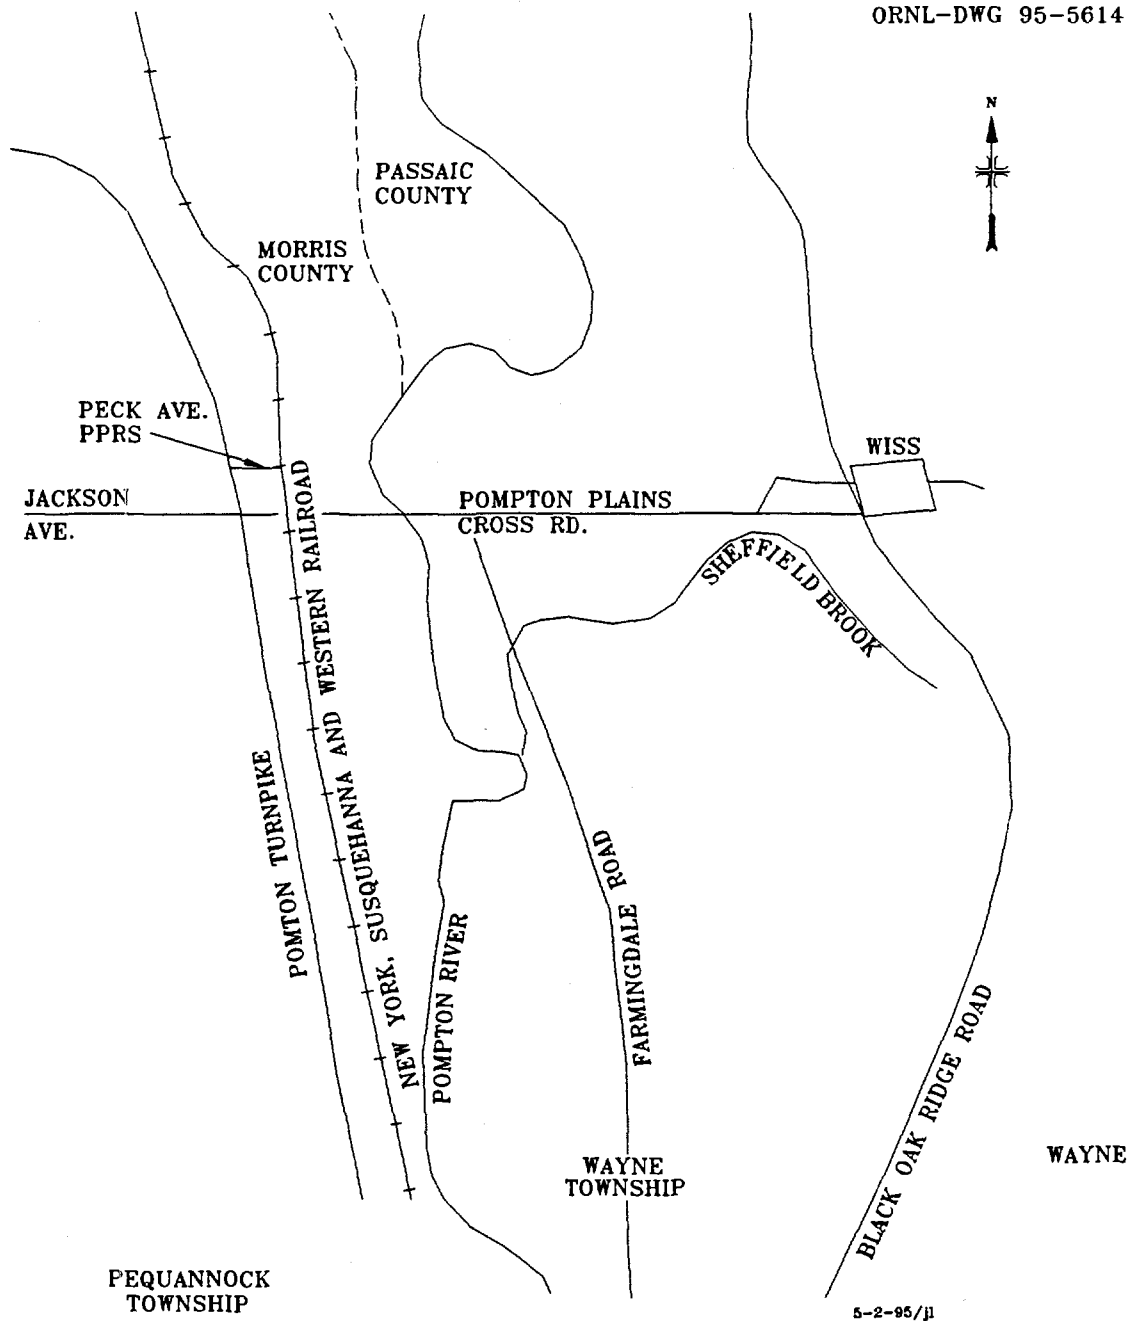 ORNL-DWG 95-5614
N
PASSAIC
COUNTY
MORRIS
COUNTY
PECK AVE.
PPRS
WISS
JACKSON
AVE.
POMPTON PLAINS
CROSS RD.
SHEFFIELD BROOK
NEW YORK, SUSQUEHANNA AND WESTERN RAILROAD
POMTON TURNPIKE
POMPTON RIVER
FARMINGDALE ROAD
BLACK OAK RIDGE ROAD
WAYNE
TOWNSHIP
WAYNE
PEQUANNOCK
TOWNSHIP
5-2-95/jl